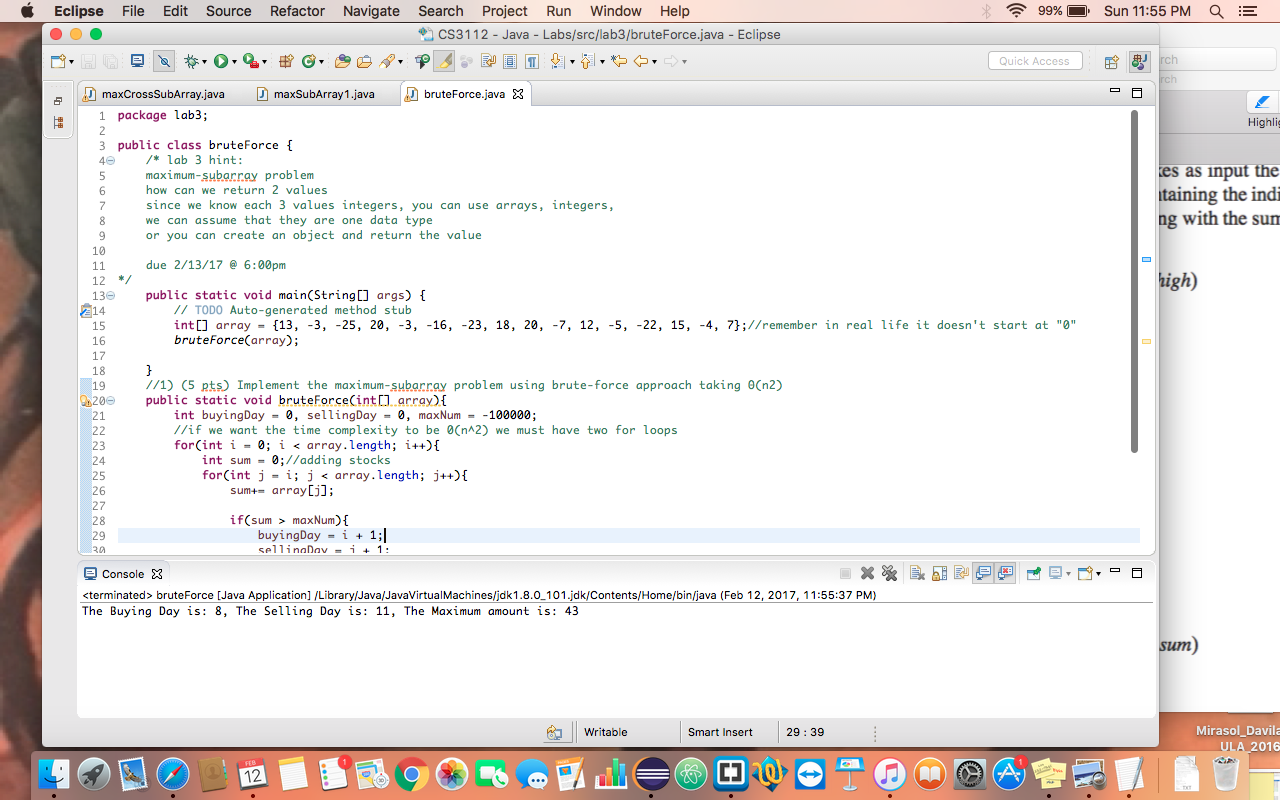 Eclipse File Edit Source Refactor Navigate Search Project Run Window Help 99% Sun 11:55 PM
CS3112 - Java - Labs/src/lab3/bruteForce.java - Eclipse
Quick Access
maxCrossSubArray.java maxSubArray1.java bruteForce.java
1 package lab3;
2
3 public class bruteForce {
4 /* lab 3 hint:
5 maximum-subarray problem
6 how can we return 2 values
7 since we know each 3 values integers, you can use arrays, integers,
8 we can assume that they are one data type
9 or you can create an object and return the value
10
11 due 2/13/17 @ 6:00pm
12 */
13 public static void main(String[] args) {
14 // TODO Auto-generated method stub
15 int[] array = {13, -3, -25, 20, -3, -16, -23, 18, 20, -7, 12, -5, -22, 15, -4, 7};//remember in real life it doesn't start at "0"
16 bruteForce(array);
17
18 }
19 //1) (5 pts) Implement the maximum-subarray problem using brute-force approach taking θ(n2)
20 public static void bruteForce(int[] array){
21 int buyingDay = 0, sellingDay = 0, maxNum = -100000;
22 //if we want the time complexity to be θ(n^2) we must have two for loops
23 for(int i = 0; i < array.length; i++){
24 int sum = 0;//adding stocks
25 for(int j = i; j < array.length; j++){
26 sum+= array[j];
27
28 if(sum > maxNum){
29 buyingDay = i + 1;
30 sellingDay = j + 1;
Console
<terminated> bruteForce [Java Application] /Library/Java/JavaVirtualMachines/jdk1.8.0_101.jdk/Contents/Home/bin/java (Feb 12, 2017, 11:55:37 PM)
The Buying Day is: 8, The Selling Day is: 11, The Maximum amount is: 43
Writable Smart Insert 29 : 39
rch
rch
Highlig
kes as input the
taining the indi
ng with the sum
high)
sum)
Mirasol_Davila
ULA_2016
FEB
12
1
1
TXT